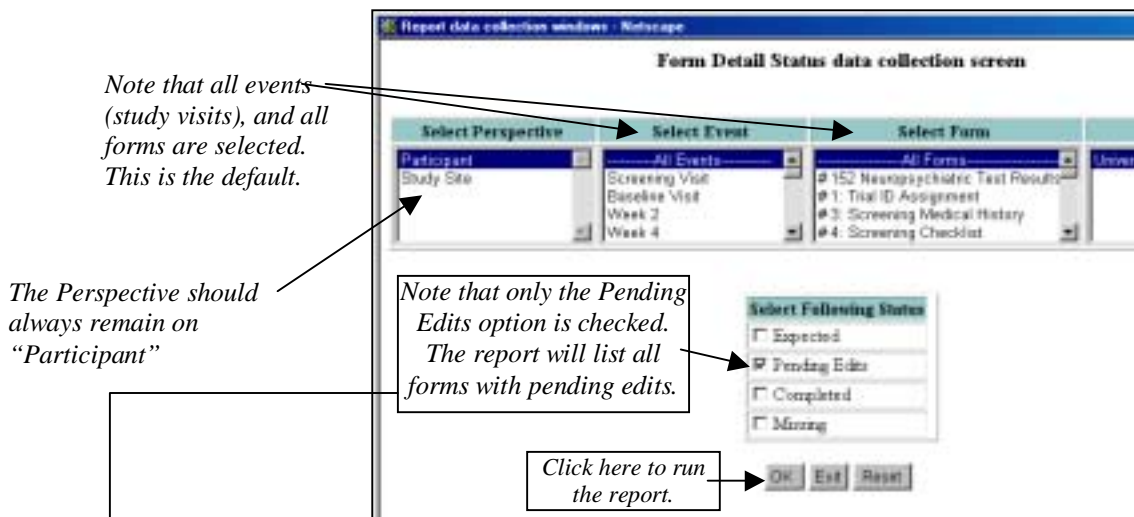 Report data collection windows - Netscape
Form Detail Status data collection screen
Note that all events
(study visits), and all
forms are selected.
This is the default.
Select Perspective
Select Event
Select Form
Participant
Study Site
---------All Events---------
Screening Visit
Baseline Visit
Week 2
Week 4
--------------All Forms--------------
# 152 Neuropsychiatric Test Results
# 1: Trial ID Assignment
# 3: Screening Medical History
# 4: Screening Checklist
Univer
The Perspective should
always remain on
“Participant”
Note that only the Pending
Edits option is checked.
The report will list all
forms with pending edits.
Select Following Status
Expected
Pending Edits
Completed
Missing
Click here to run
the report.
OK Exit Reset